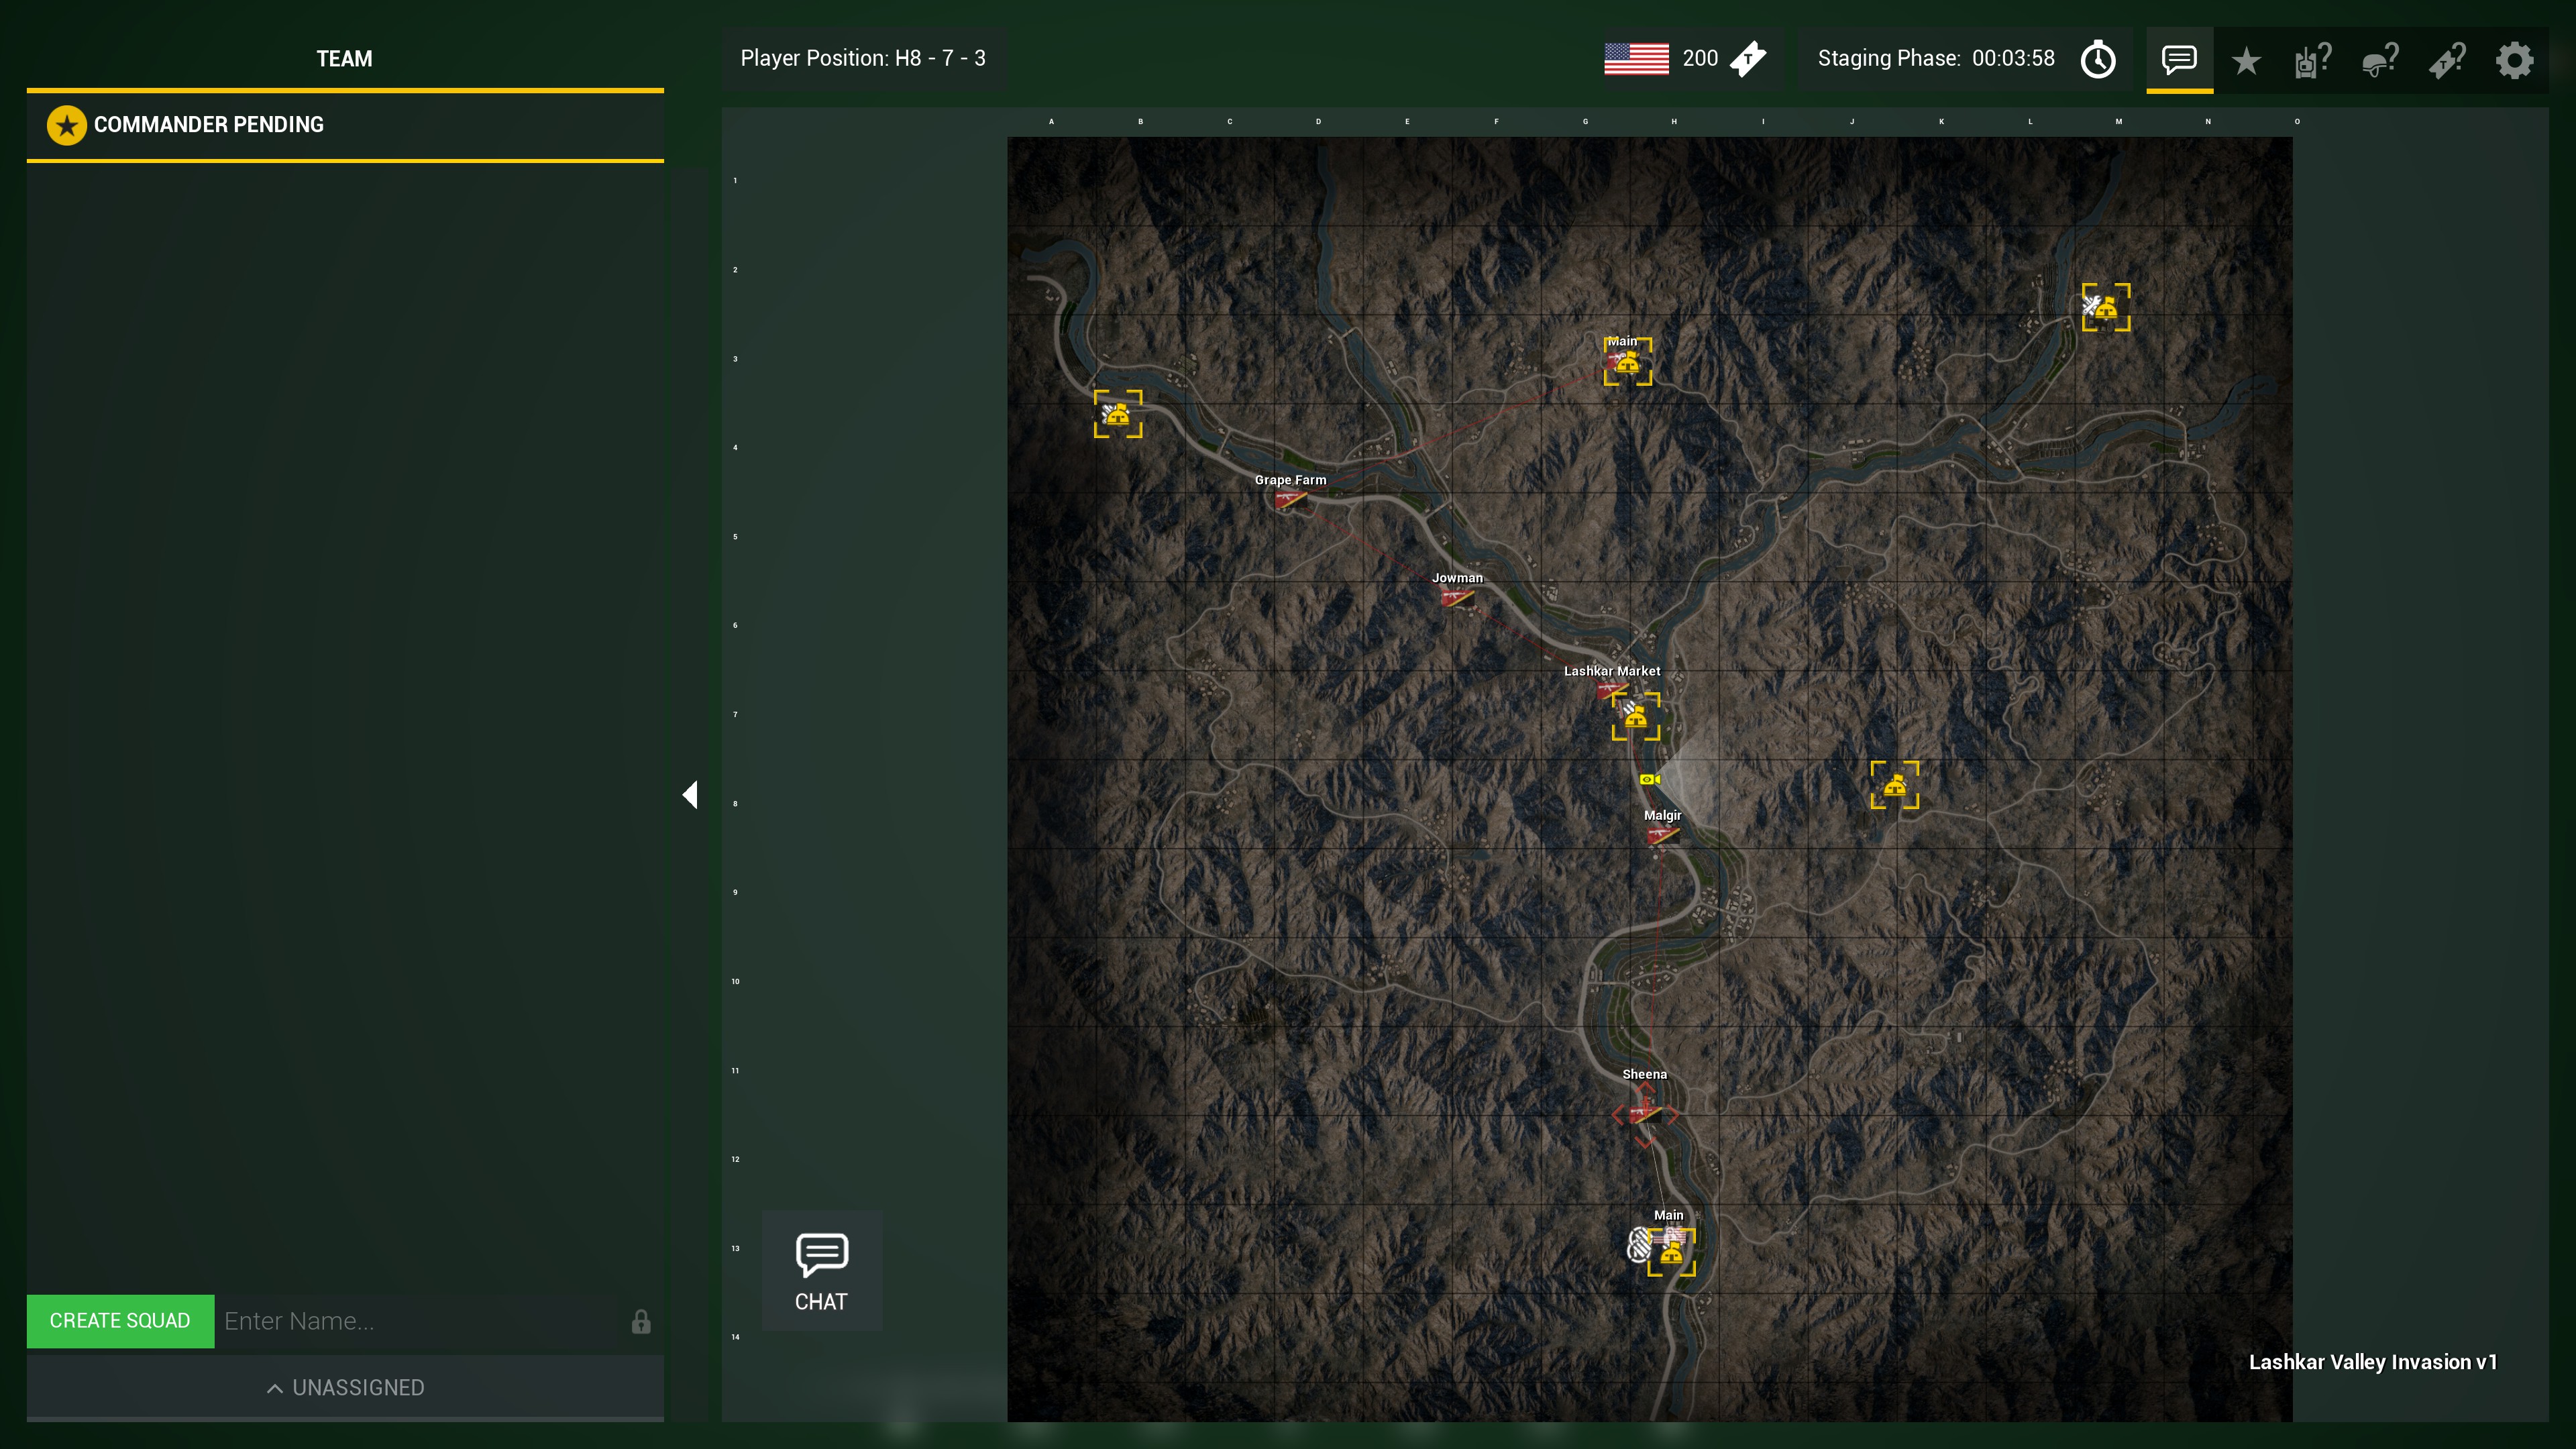 TEAM
Player Position: H8 - 7 - 3
200
T
Staging Phase: 00:03:58
? ? T?
COMMANDER PENDING
A B C D E F G H I J K L M N O
1
2
3
4
5
6
7
8
9
10
11
12
13
14
Main
Grape Farm
Jowman
Lashkar Market
Malgir
Sheena
Main
CHAT
CREATE SQUAD Enter Name...
UNASSIGNED
Lashkar Valley Invasion v1